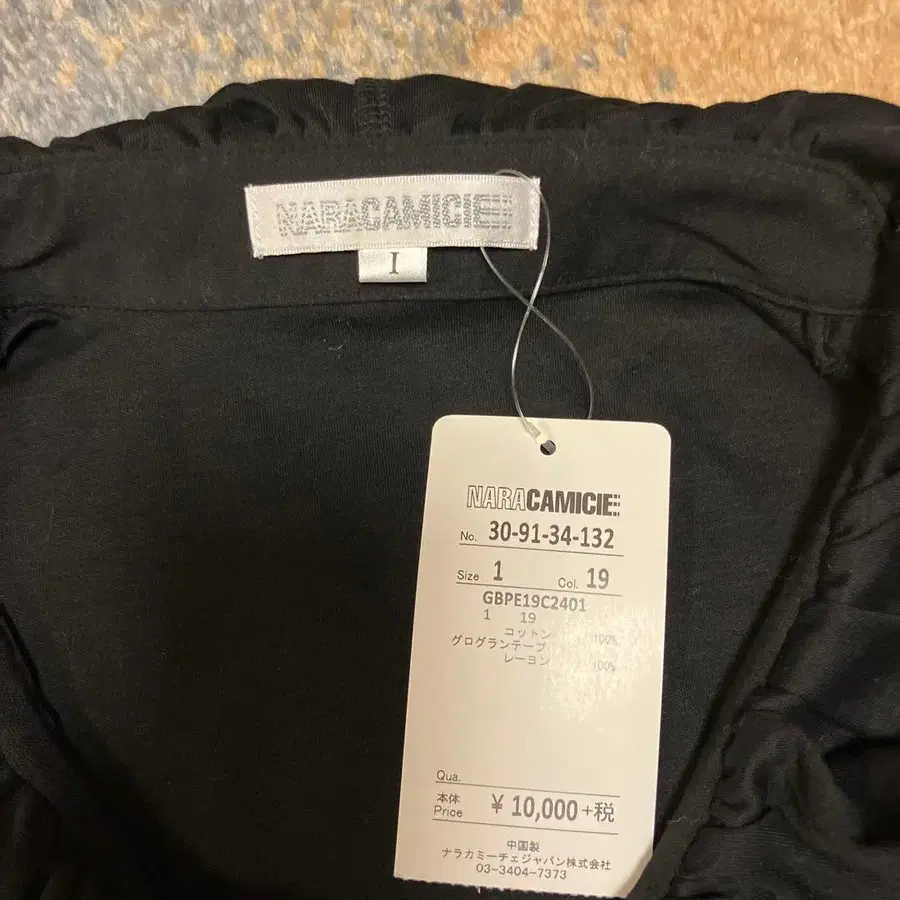 NARACAMICIE
I
NARACAMICIE
No. 30-91-34-132
Size 1 Col. 19
GBPE19C2401
1 19
コットン 100%
グログランテープ
レーヨン 100%
Qua.
本体
Price ¥ 10,000+税
中国製
ナラカミーチェジャパン株式会社
03-3404-7373